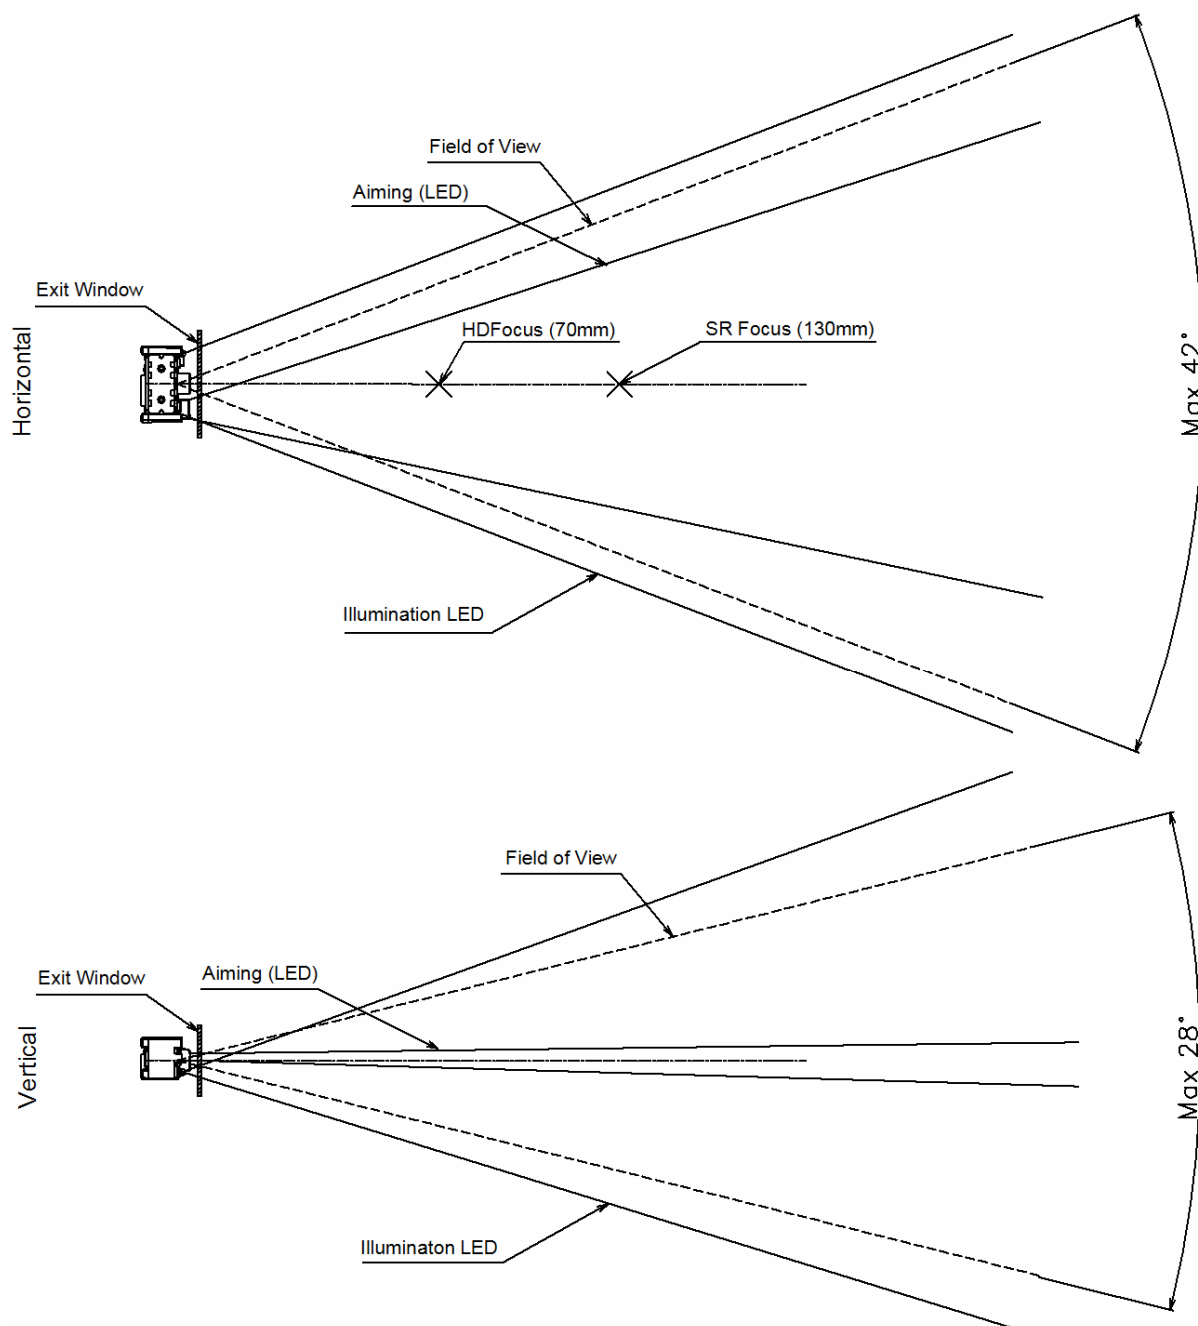 Field of View
Aiming (LED)
Exit Window
HDFocus (70mm)
SR Focus (130mm)
Horizontal
Max 42°
Illumination LED
Field of View
Aiming (LED)
Exit Window
Vertical
Max 28°
Illuminaton LED